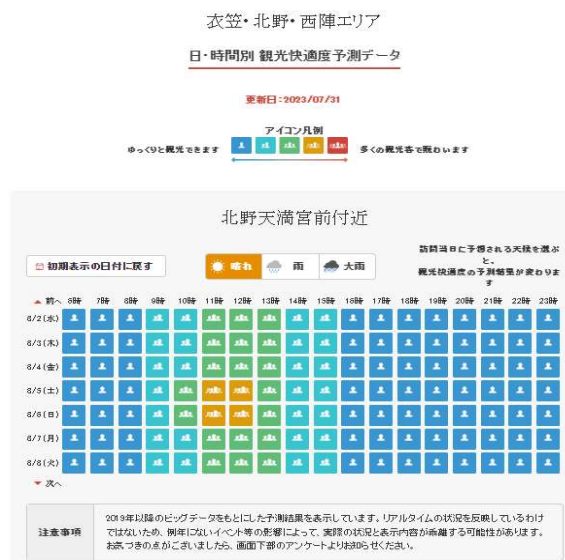 衣笠・北野・西陣エリア
日・時間別 観光快適度予測データ
更新日:2023/07/31
アイコン凡例
ゆっくりと観光できます 多くの観光客で賑わいます
北野天満宮前付近
初期表示の日付に戻す 晴れ 雨 大雨
訪問当日に予想される天候を選ぶ
と、
観光快適度の予測結果が変わりま
す
前へ 6時 7時 8時 9時 10時 11時 12時 13時 14時 15時 16時 17時 18時 19時 20時 21時 22時 23時
8/2(水)
8/3(木)
8/4(金)
8/5(土)
8/6(日)
8/7(月)
8/8(火)
次へ
注意事項
2019年以降のビッグデータをもとにした予測結果を表示しています。リアルタイムの状況を反映しているわけ
ではないため、例年にないイベント等の影響によって、実際の状況と表示内容が乖離する可能性があります。
お気づきの点がございましたら、画面下部のアンケートよりお知らせください。